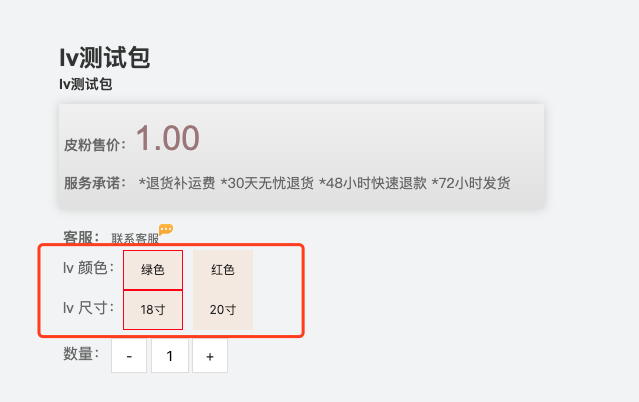 lv测试包
lv测试包
皮粉售价： 1.00
服务承诺： *退货补运费 *30天无忧退货 *48小时快速退款 *72小时发货
客服： 联系客服
lv 颜色： 绿色 红色
lv 尺寸： 18寸 20寸
数量： - 1 +